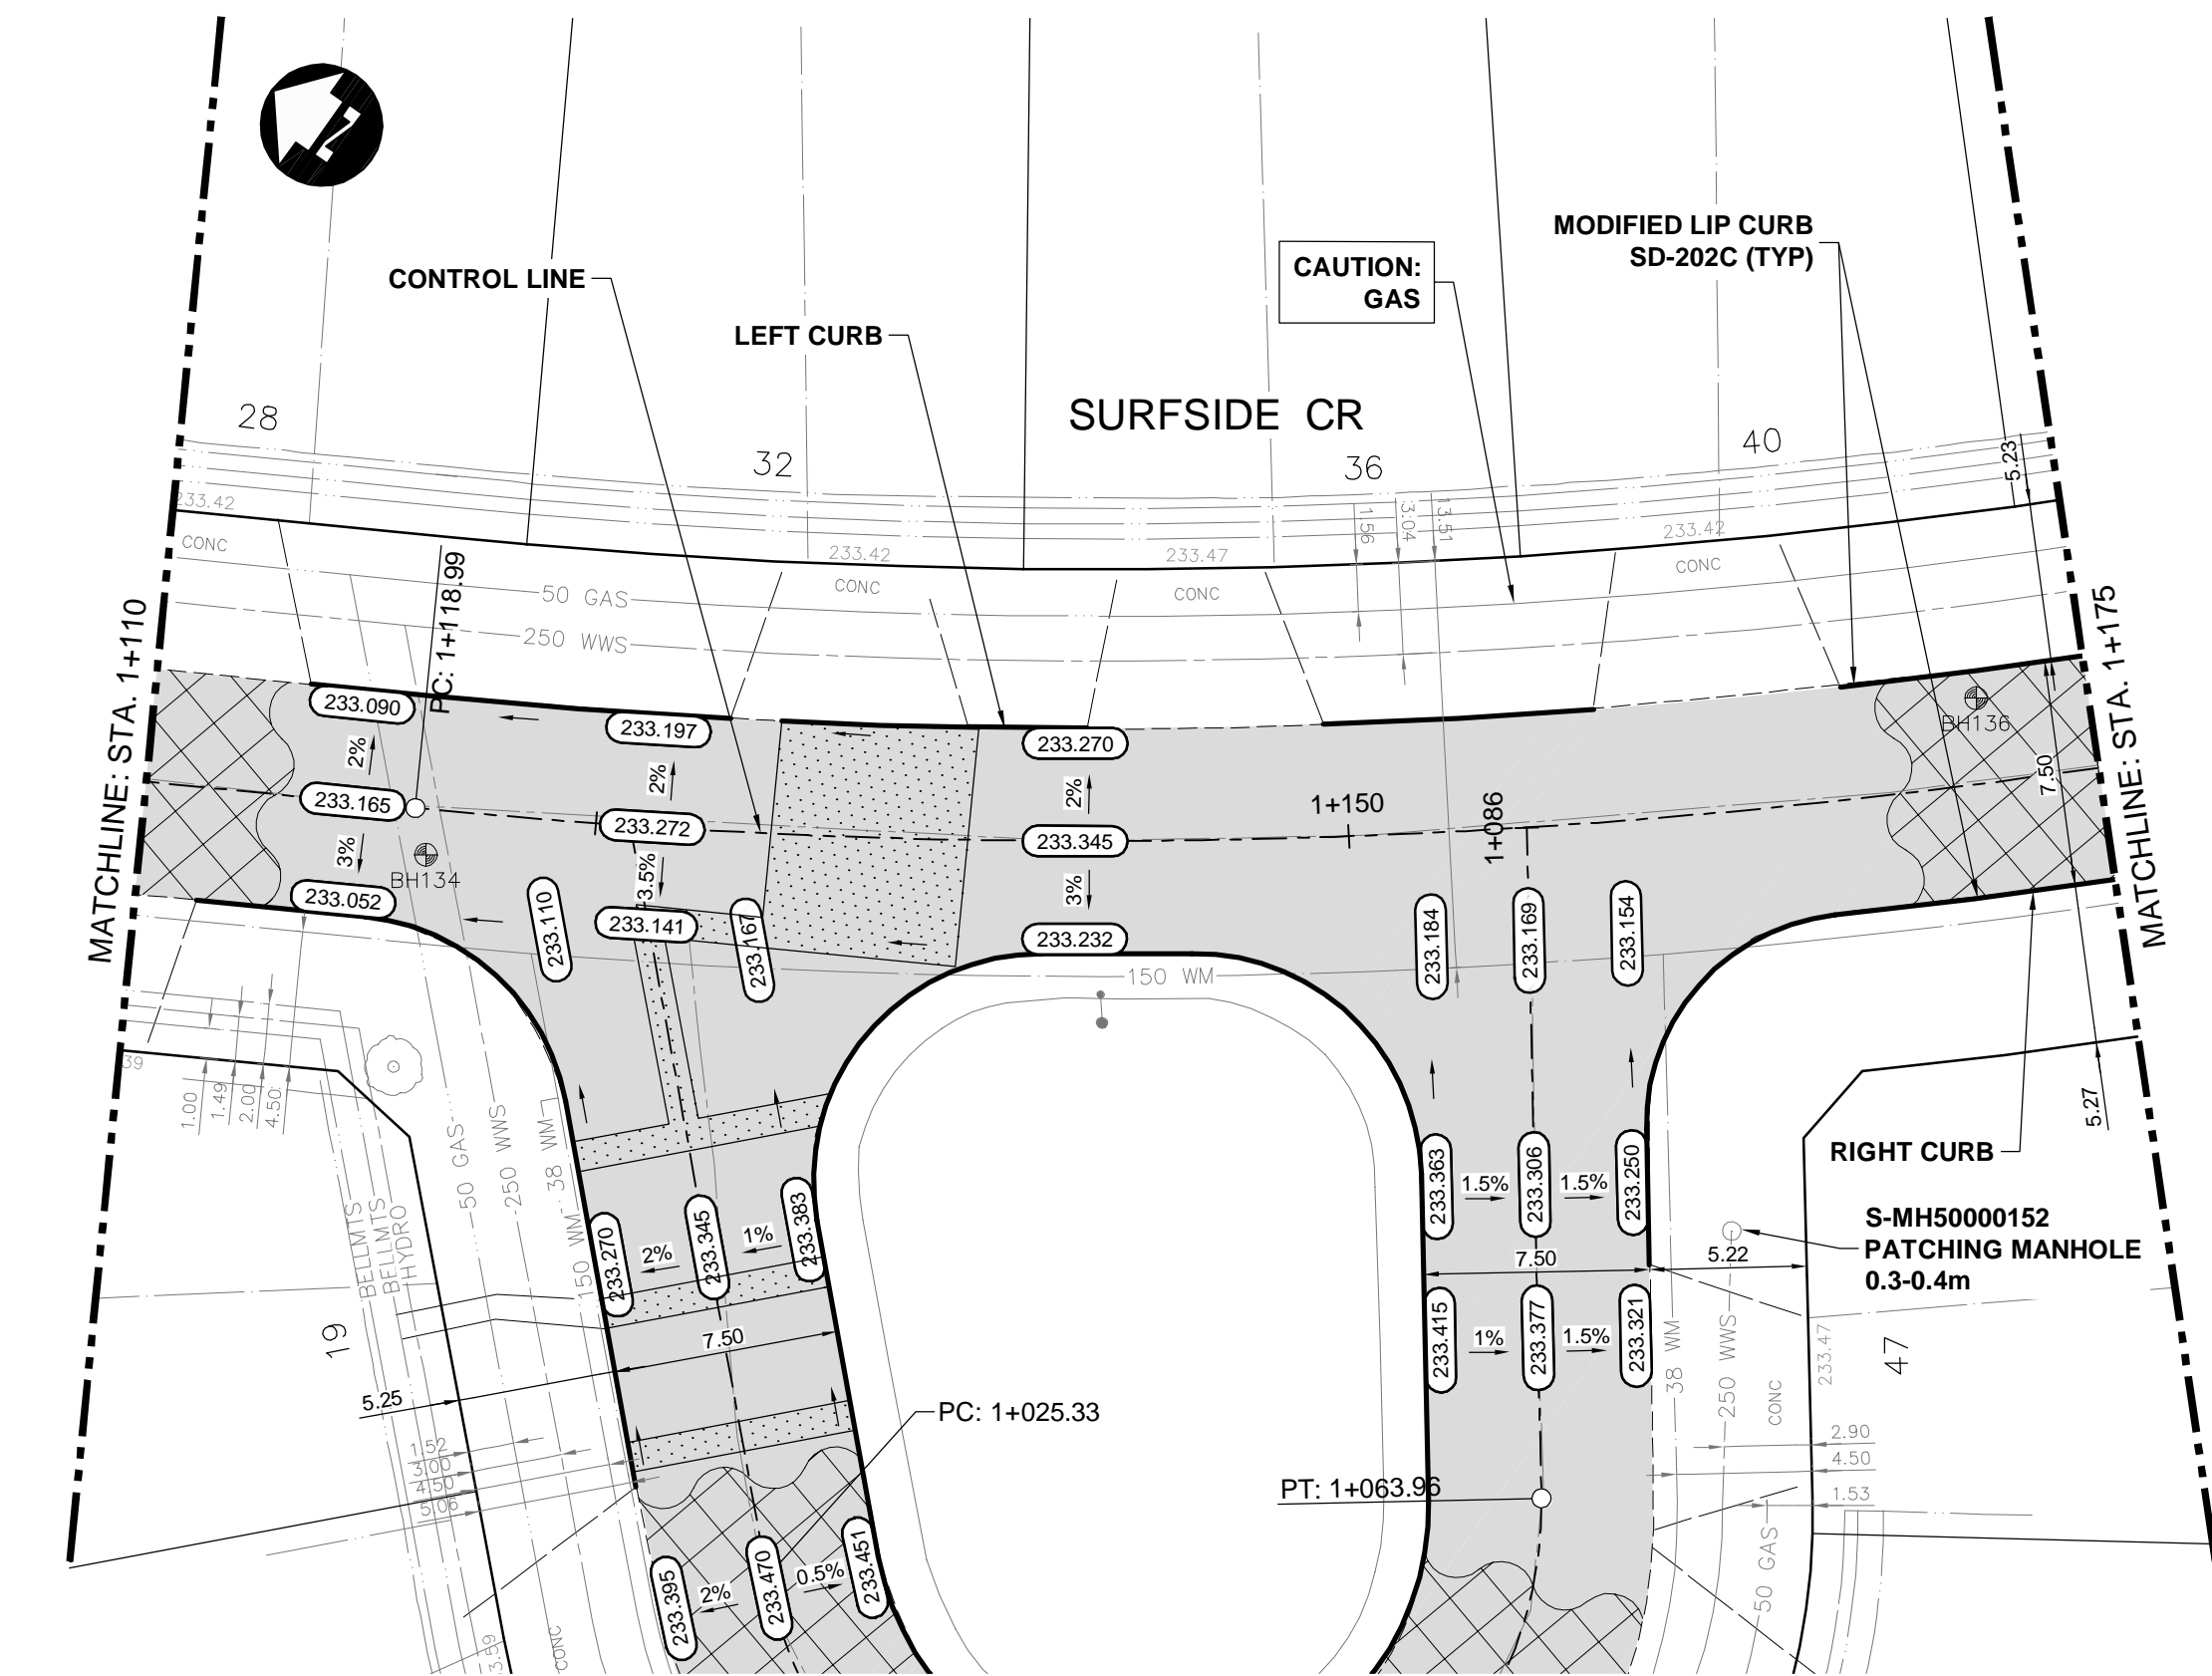 MODIFIED LIP CURB
SD-202C (TYP)
CAUTION:
GAS
CONTROL LINE
LEFT CURB
SURFSIDE CR
28
32
36
40
5.23
233.42
233.42
233.47
233.42
1.56
3.04
13.51
CONC
CONC
CONC
CONC
50 GAS
250 WWS
PC: 1+118.99
MATCHLINE: STA. 1+110
MATCHLINE: STA. 1+175
233.090
233.197
233.270
BH136
2%
2%
2%
7.50
233.165
233.272
233.345
1+150
1+086
3%
3.5%
3%
BH134
233.052
233.110
233.141
233.167
233.232
233.184
233.169
233.154
150 WM
39
1.00
1.49
2.00
4.50
5.27
50 GAS
250 WWS
38 WM
150 WM
BELLMTS
BELLMTS
HYDRO
RIGHT CURB
233.363
1.5%
233.306
1.5%
233.250
S-MH50000152
PATCHING MANHOLE
0.3-0.4m
233.270
2%
233.345
1%
233.383
7.50
5.22
19
7.50
233.415
1%
233.377
1.5%
233.321
38 WM
250 WWS
CONC
233.47
47
5.25
PC: 1+025.33
1.52
3.00
4.50
5.06
2.90
4.50
1.53
PT: 1+063.96
50 GAS
233.395
2%
233.470
0.5%
233.451
3.59
CONC